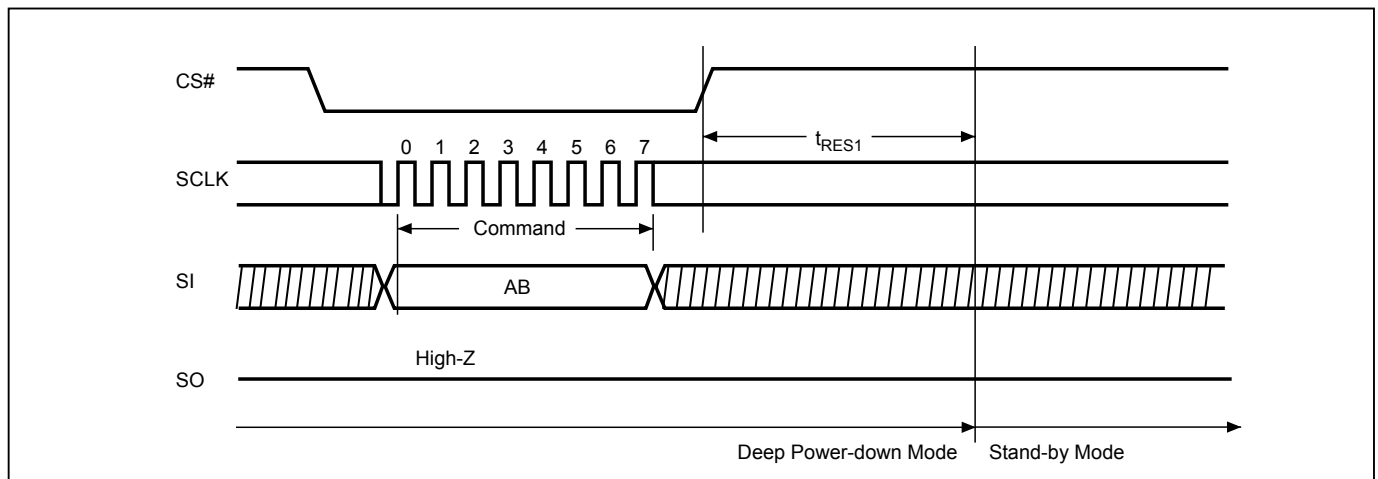 CS#
t_RES1
0 1 2 3 4 5 6 7
SCLK
Command
SI
AB
High-Z
SO
Deep Power-down Mode Stand-by Mode